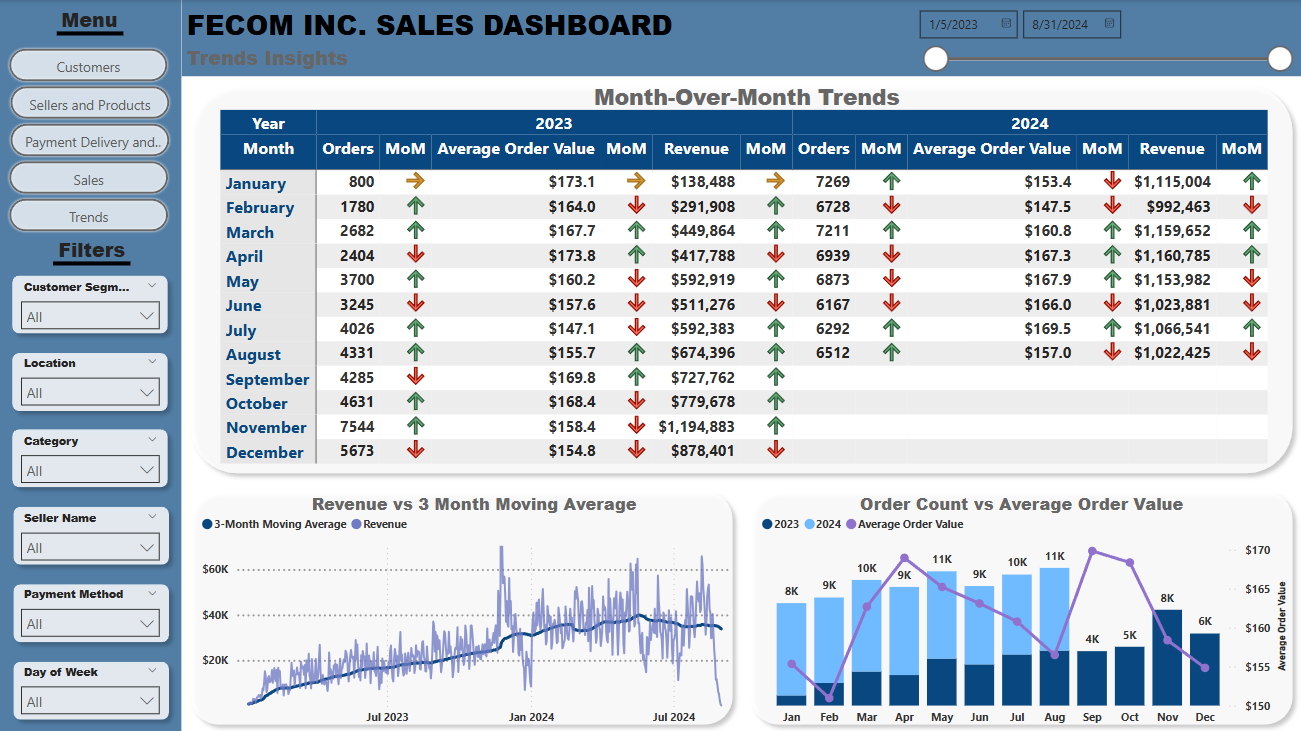 Menu
Customers
Sellers and Products
Payment Delivery and..
Sales
Trends
Filters
Customer Segm...
All
Location
All
Category
All
Seller Name
All
Payment Method
All
Day of Week
All
FECOM INC. SALES DASHBOARD
Trends Insights
1/5/2023 8/31/2024
Month-Over-Month Trends
Year 2023 2024
Month Orders MoM Average Order Value MoM Revenue MoM Orders MoM Average Order Value MoM Revenue MoM
January 800 → $173.1 → $138,488 → 7269 ↑ $153.4 ↓ $1,115,004 ↑
February 1780 ↑ $164.0 ↓ $291,908 ↑ 6728 ↓ $147.5 ↓ $992,463 ↓
March 2682 ↑ $167.7 ↑ $449,864 ↑ 7211 ↑ $160.8 ↑ $1,159,652 ↑
April 2404 ↓ $173.8 ↑ $417,788 ↓ 6939 ↓ $167.3 ↑ $1,160,785 ↑
May 3700 ↑ $160.2 ↓ $592,919 ↑ 6873 ↓ $167.9 ↑ $1,153,982 ↓
June 3245 ↓ $157.6 ↓ $511,276 ↓ 6167 ↓ $166.0 ↓ $1,023,881 ↓
July 4026 ↑ $147.1 ↓ $592,383 ↑ 6292 ↑ $169.5 ↑ $1,066,541 ↑
August 4331 ↑ $155.7 ↑ $674,396 ↑ 6512 ↑ $157.0 ↓ $1,022,425 ↓
September 4285 ↓ $169.8 ↑ $727,762 ↑
October 4631 ↑ $168.4 ↓ $779,678 ↑
November 7544 ↑ $158.4 ↓ $1,194,883 ↑
December 5673 ↓ $154.8 ↓ $878,401 ↓
Revenue vs 3 Month Moving Average
3-Month Moving Average Revenue
$60K
$40K
$20K
Jul 2023 Jan 2024 Jul 2024
Order Count vs Average Order Value
2023 2024 Average Order Value
8K 9K 10K 9K 11K 9K 10K 11K 4K 5K 8K 6K
$170
$165
$160
$155
$150
Average Order Value
Jan Feb Mar Apr May Jun Jul Aug Sep Oct Nov Dec